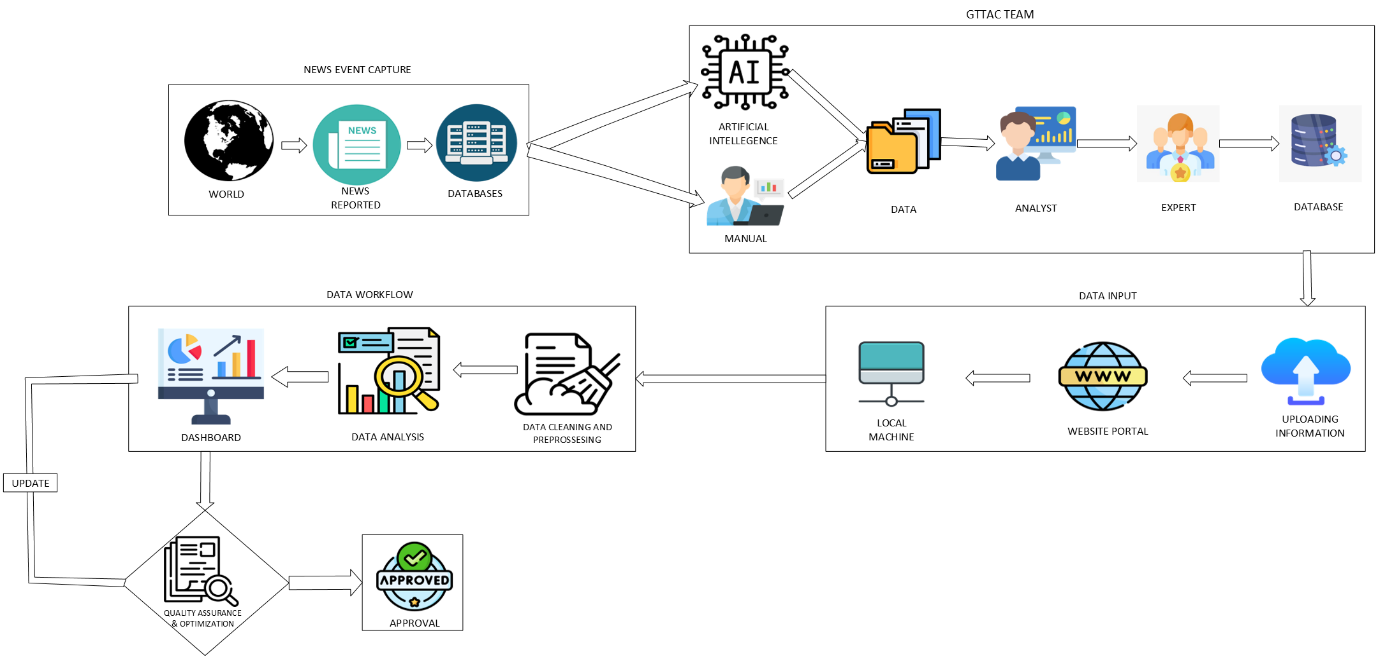 GTTAC TEAM
NEWS EVENT CAPTURE
NEWS
WORLD
NEWS
REPORTED
DATABASES
AI
ARTIFICIAL
INTELLEGENCE
MANUAL
DATA
ANALYST
EXPERT
DATABASE
DATA WORKFLOW
DATA INPUT
DASHBOARD
DATA ANALYSIS
DATA CLEANING AND
PREPROSSESING
LOCAL
MACHINE
WWW
WEBSITE PORTAL
UPLOADING
INFORMATION
UPDATE
QUALITY ASSURANCE
& OPTIMIZATION
APPROVED
APPROVAL